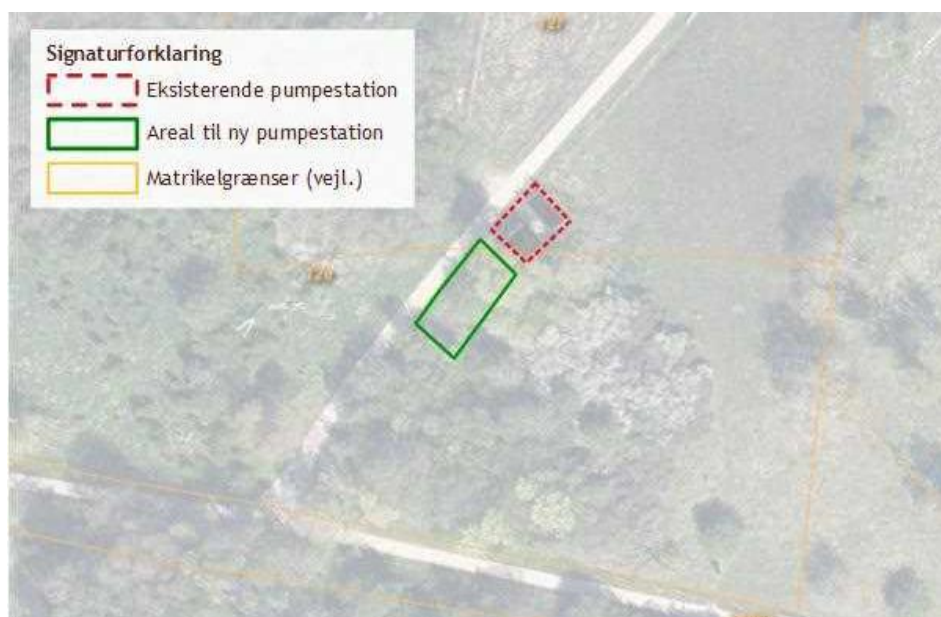 Signaturforklaring
Eksisterende pumpestation
Areal til ny pumpestation
Matrikelgrænser (vejl.)